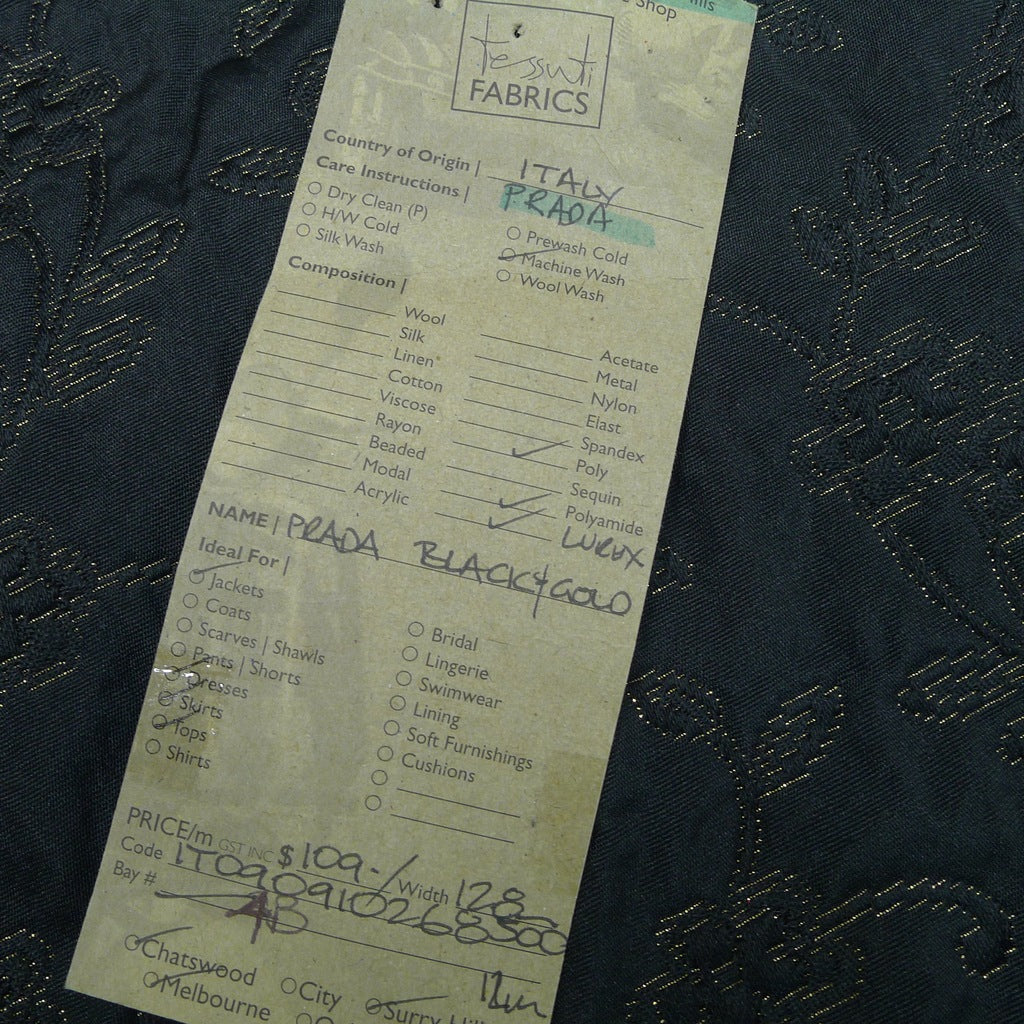 Shop
tessuti
FABRICS
Country of Origin | ITALY
Care Instructions | PRADA
Dry Clean (P)
H/W Cold
Silk Wash
Prewash Cold
Machine Wash
Wool Wash
Composition |
Wool
Silk
Linen
Cotton
Viscose
Rayon
Beaded
Modal
Acrylic
Acetate
Metal
Nylon
Elast
Spandex
Poly
Sequin
Polyamide
LUREX
NAME | PRADA BLACK & GOLD
Ideal For |
Jackets
Coats
Scarves | Shawls
Pants | Shorts
Dresses
Skirts
Tops
Shirts
Bridal
Lingerie
Swimwear
Lining
Soft Furnishings
Cushions
PRICE/m GST INC $109.-/ Width 128
Code IT090910268500
Bay # AB
12m
Chatswood City
Melbourne Surry